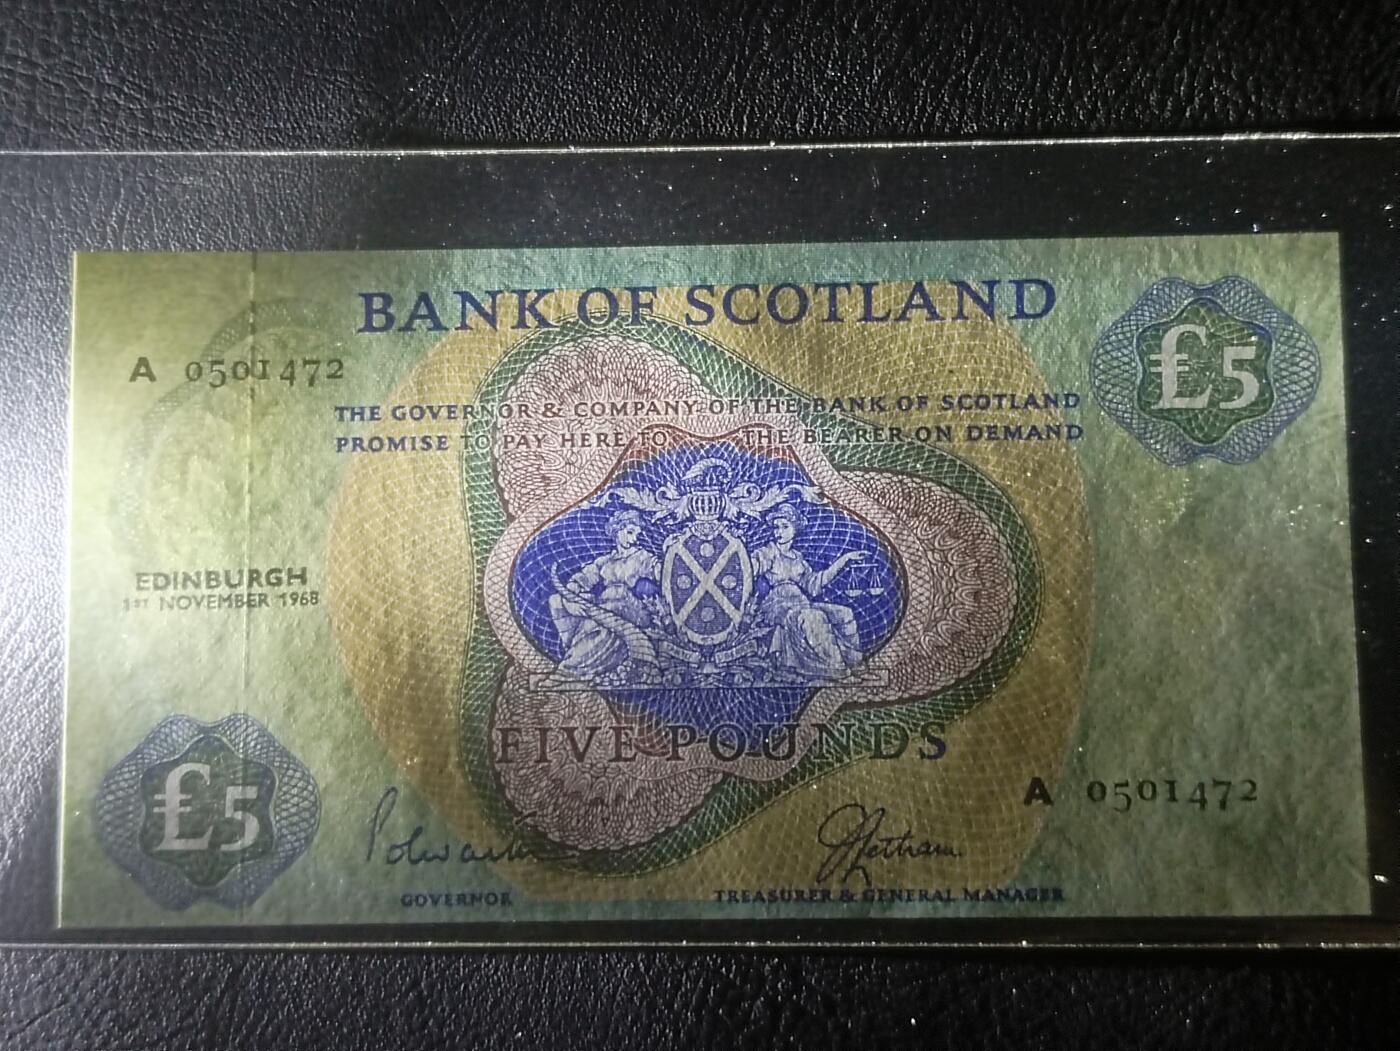 BANK OF SCOTLAND
£5
A 0501472
THE GOVERNOR & COMPANY OF THE BANK OF SCOTLAND
PROMISE TO PAY HERE TO THE BEARER ON DEMAND
EDINBURGH
1ST NOVEMBER 1968
FIVE POUNDS
A 0501472
£5
Polwarth
GOVERNOR
TREASURER & GENERAL MANAGER